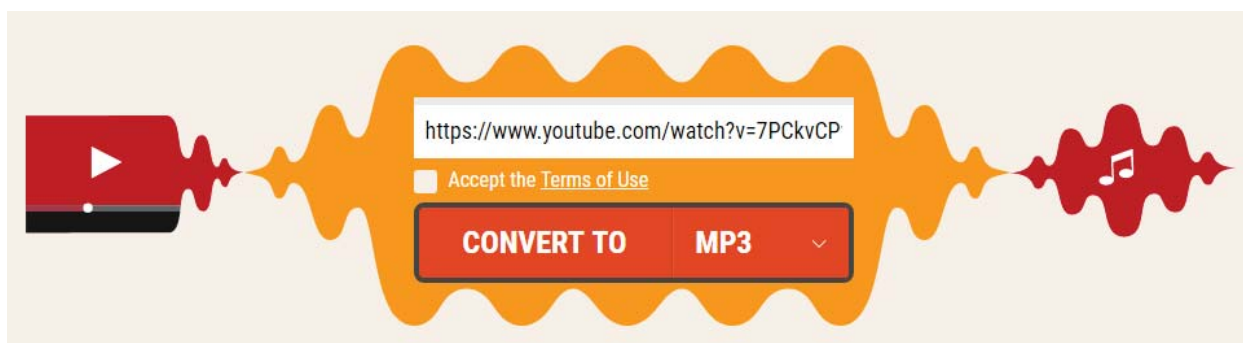 https://www.youtube.com/watch?v=7PCkvCP
Accept the Terms of Use
CONVERT TO MP3